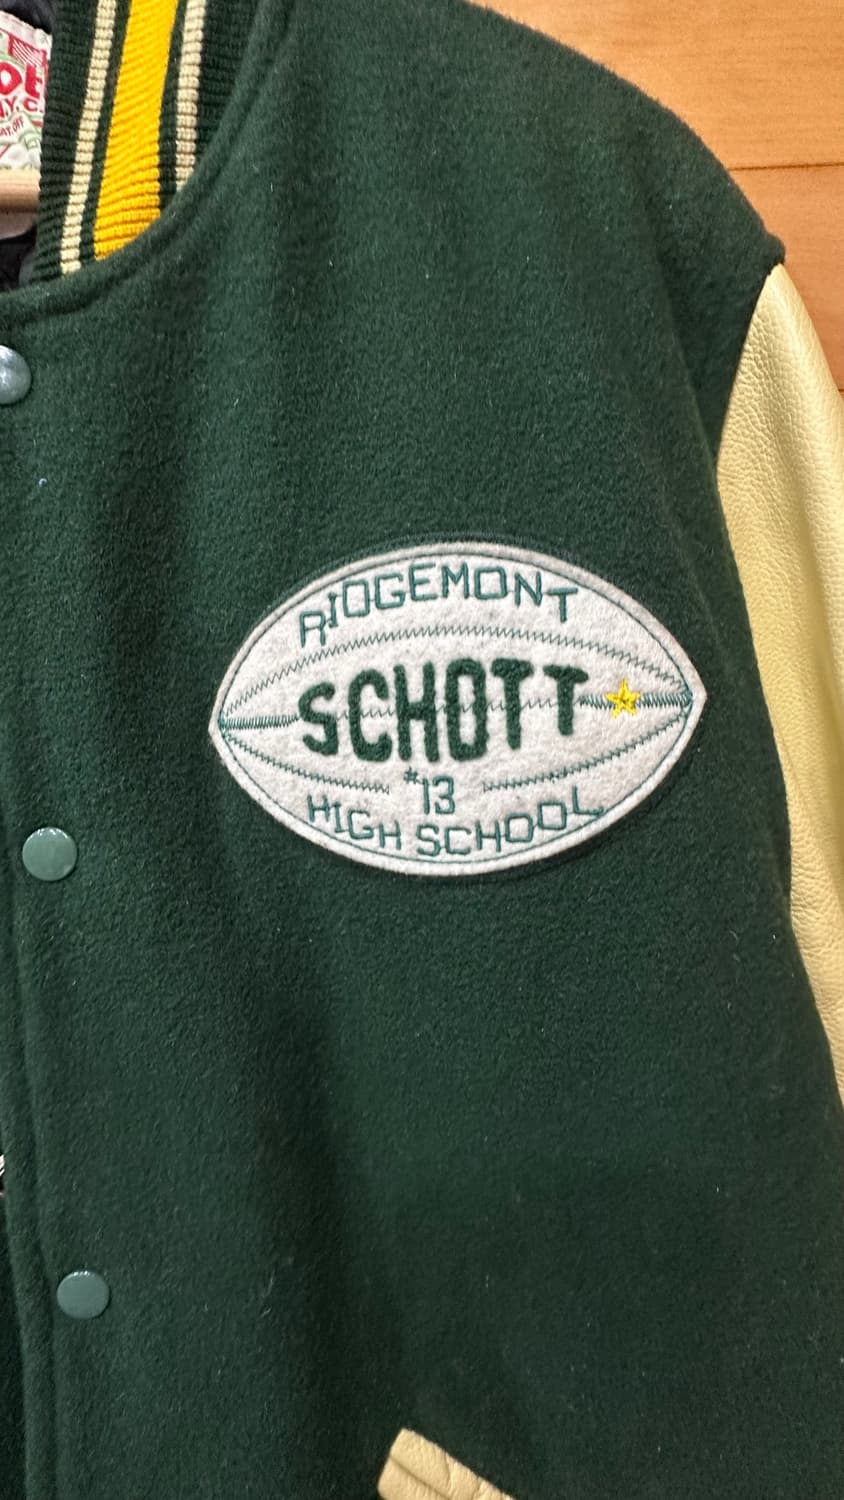 RIDGEMONT
SCHOTT
#13
HIGH SCHOOL